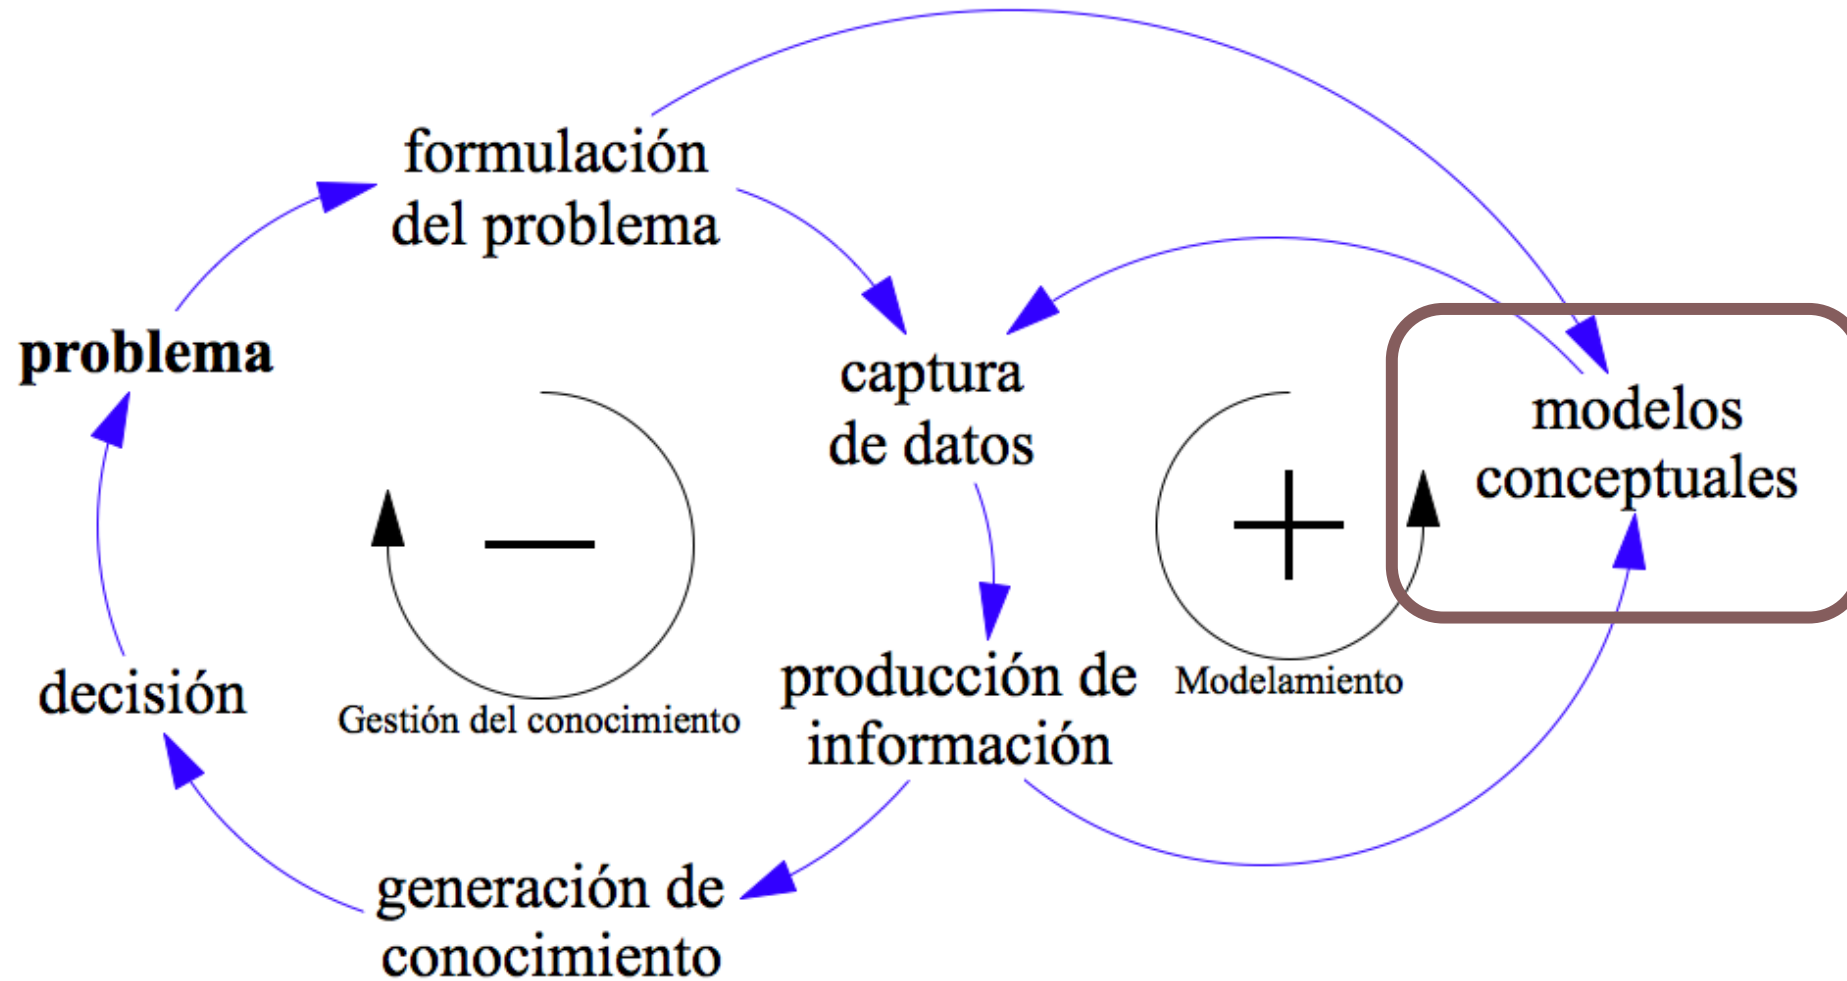 formulación
del problema
problema
captura
de datos
modelos
conceptuales
producción de
información
Modelamiento
decisión
Gestión del conocimiento
generación de
conocimiento